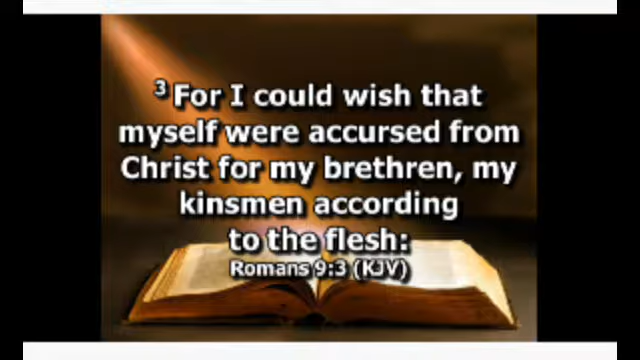 3 For I could wish that
myself were accursed from
Christ for my brethren, my
kinsmen according
to the flesh:
Romans 9:3 (KJV)